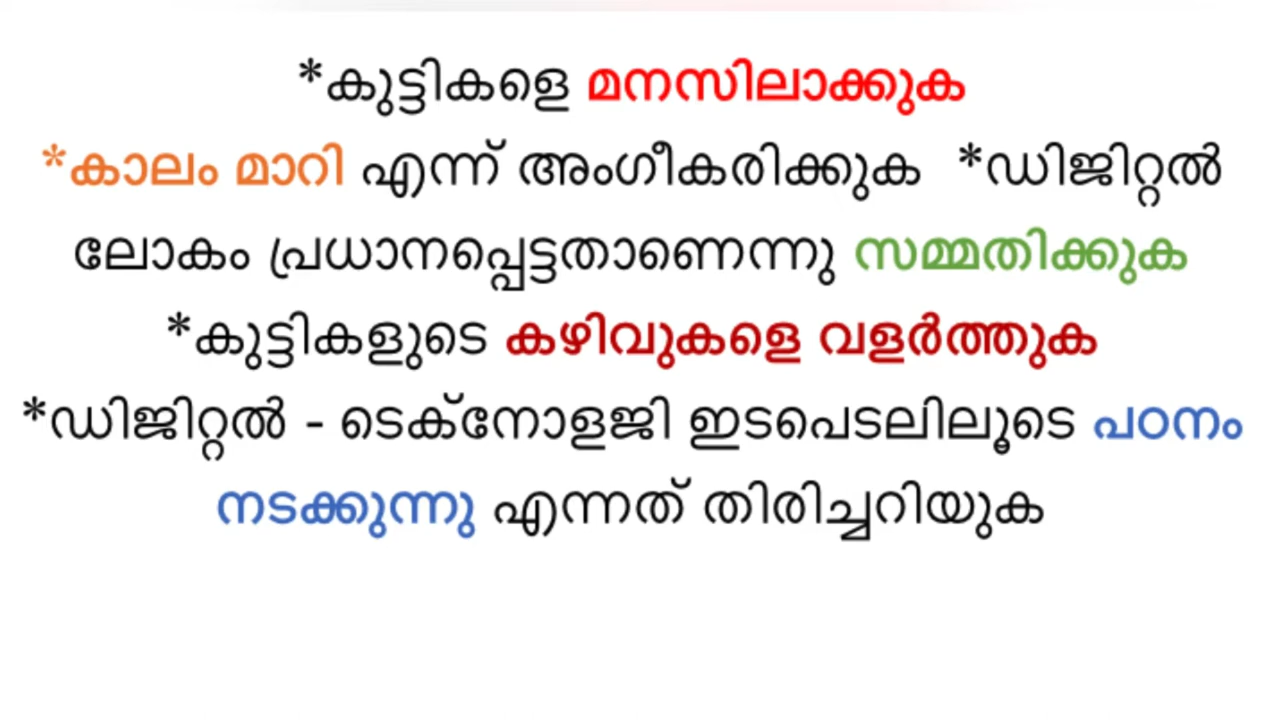 *കുട്ടികളെ മനസിലാക്കുക
*കാലം മാറി എന്ന് അംഗീകരിക്കുക *ഡിജിറ്റൽ
ലോകം പ്രധാനപ്പെട്ടതാണെന്നു സമ്മതിക്കുക
*കുട്ടികളുടെ കഴിവുകളെ വളർത്തുക
*ഡിജിറ്റൽ - ടെക്നോളജി ഇടപെടലിലൂടെ പഠനം
നടക്കുന്നു എന്നത് തിരിച്ചറിയുക